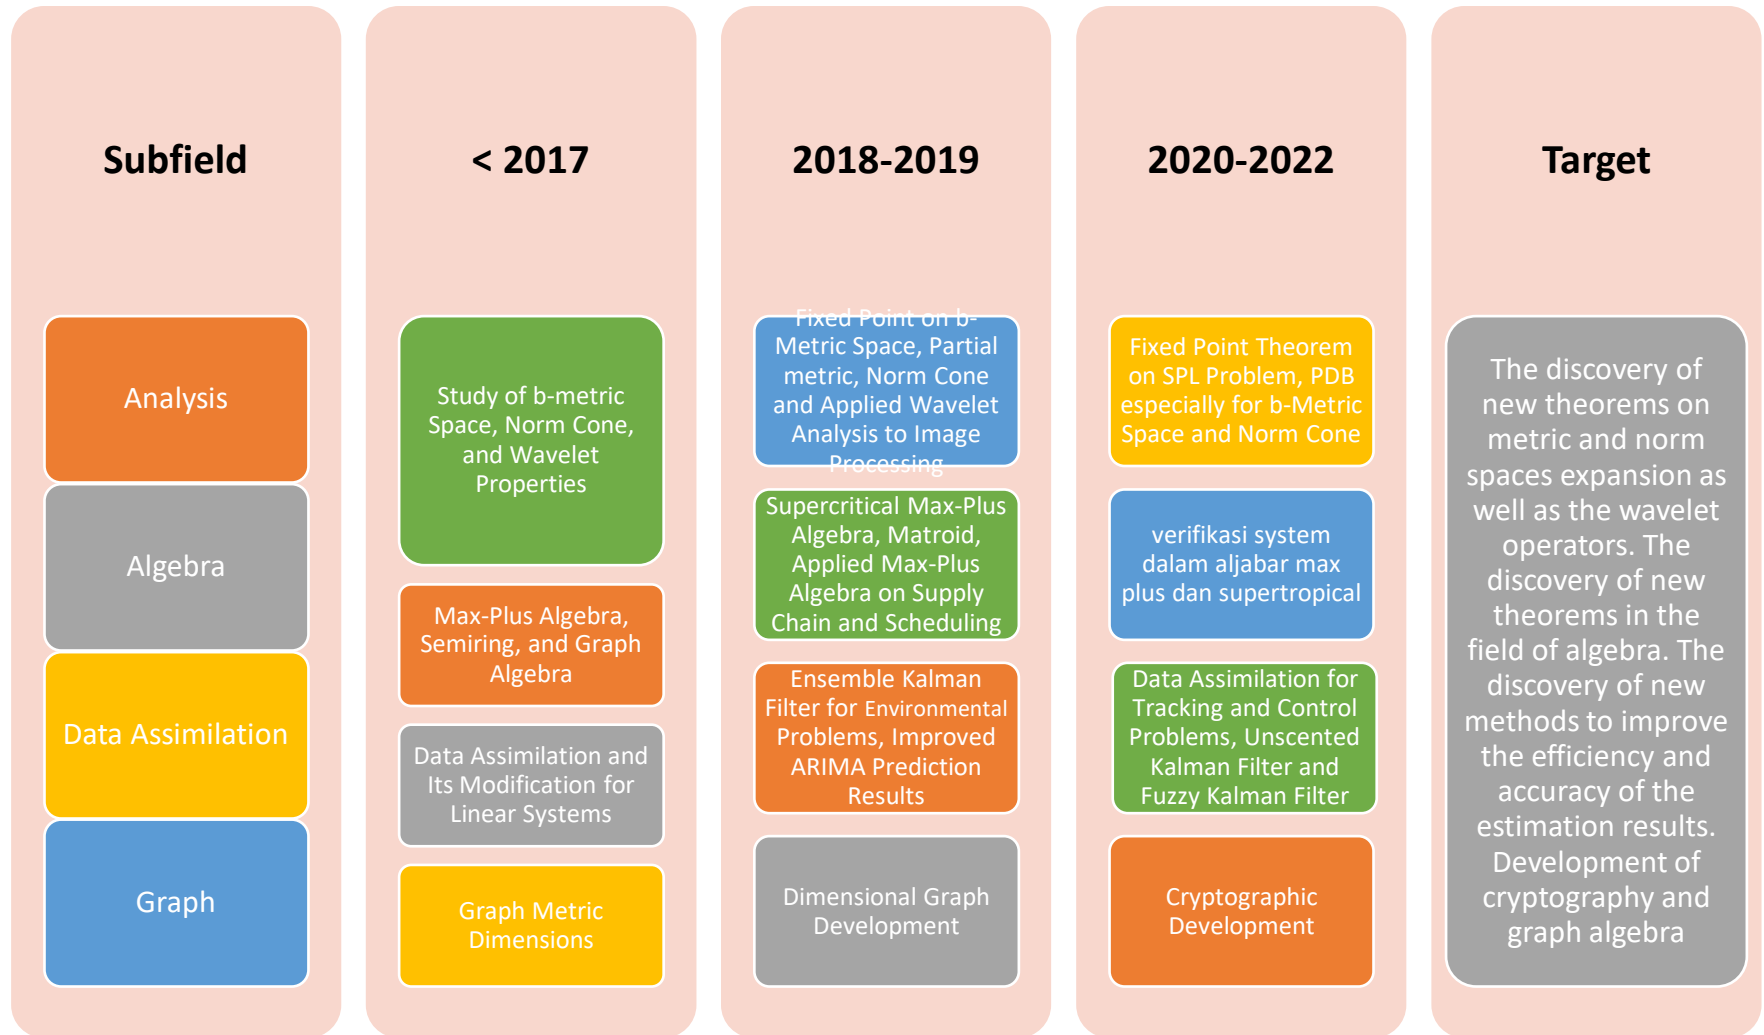 Subfield
Analysis
Algebra
Data Assimilation
Graph
< 2017
Study of b-metric
Space, Norm Cone,
and Wavelet
Properties
Max-Plus Algebra,
Semiring, and Graph
Algebra
Data Assimilation and
Its Modification for
Linear Systems
Graph Metric
Dimensions
2018-2019
Fixed Point on b-
Metric Space, Partial
metric, Norm Cone
and Applied Wavelet
Analysis to Image
Processing
Supercritical Max-Plus
Algebra, Matroid,
Applied Max-Plus
Algebra on Supply
Chain and Scheduling
Ensemble Kalman
Filter for Environmental
Problems, Improved
ARIMA Prediction
Results
Dimensional Graph
Development
2020-2022
Fixed Point Theorem
on SPL Problem, PDB
especially for b-Metric
Space and Norm Cone
verifikasi system
dalam aljabar max
plus dan supertropical
Data Assimilation for
Tracking and Control
Problems, Unscented
Kalman Filter and
Fuzzy Kalman Filter
Cryptographic
Development
Target
The discovery of
new theorems on
metric and norm
spaces expansion as
well as the wavelet
operators. The
discovery of new
theorems in the
field of algebra. The
discovery of new
methods to improve
the efficiency and
accuracy of the
estimation results.
Development of
cryptography and
graph algebra